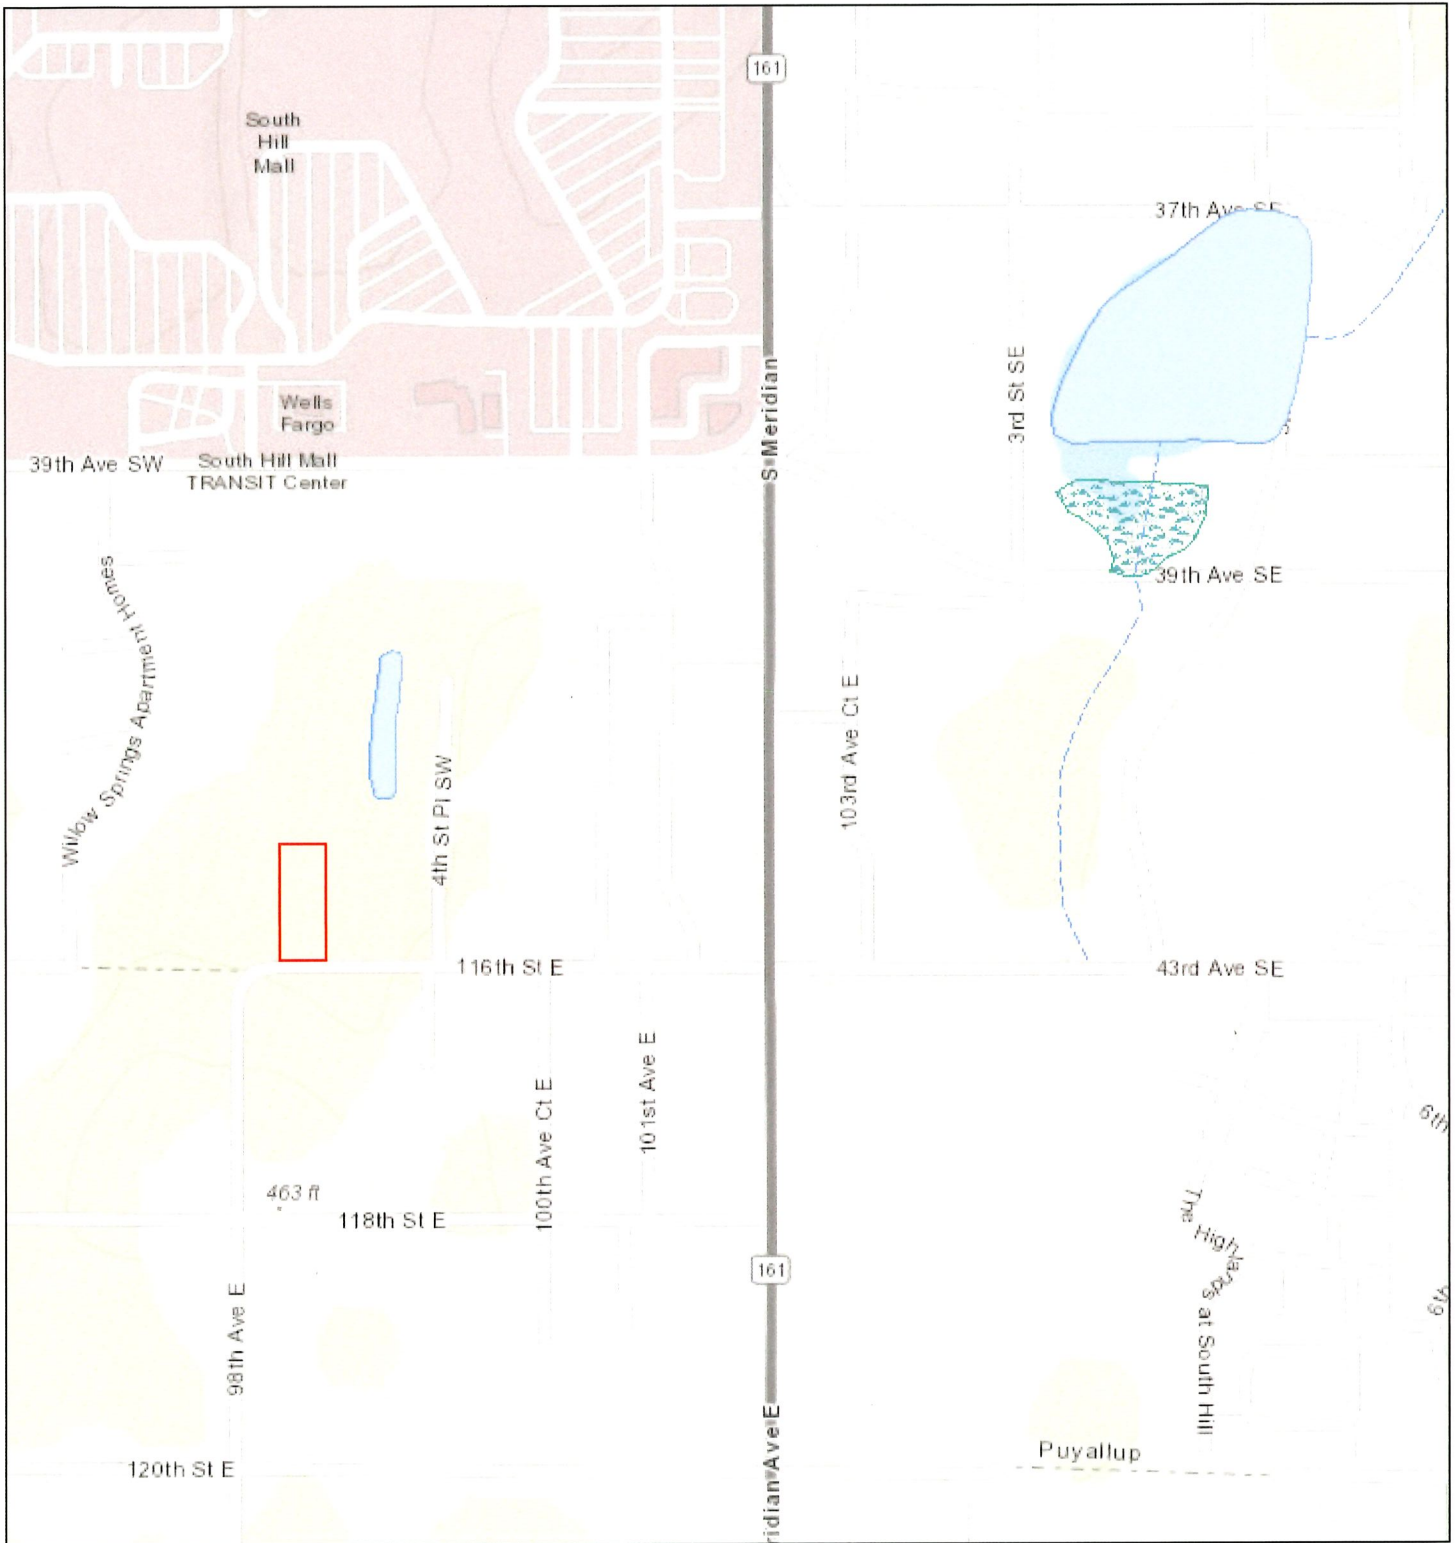 161
South
Hill
Mall
37th Ave SE
3rd St SE
S Meridian
Wells
Fargo
39th Ave SW
South Hill Mall
TRANSIT Center
39th Ave SE
Willow Springs Apartment Homes
103rd Ave Ct E
4th St Pl SW
116th St E
43rd Ave SE
101st Ave E
100th Ave Ct E
6th
463 ft
118th St E
The Highlands at South Hill
161
98th Ave E
ridian Ave E
Puyallup
120th St E